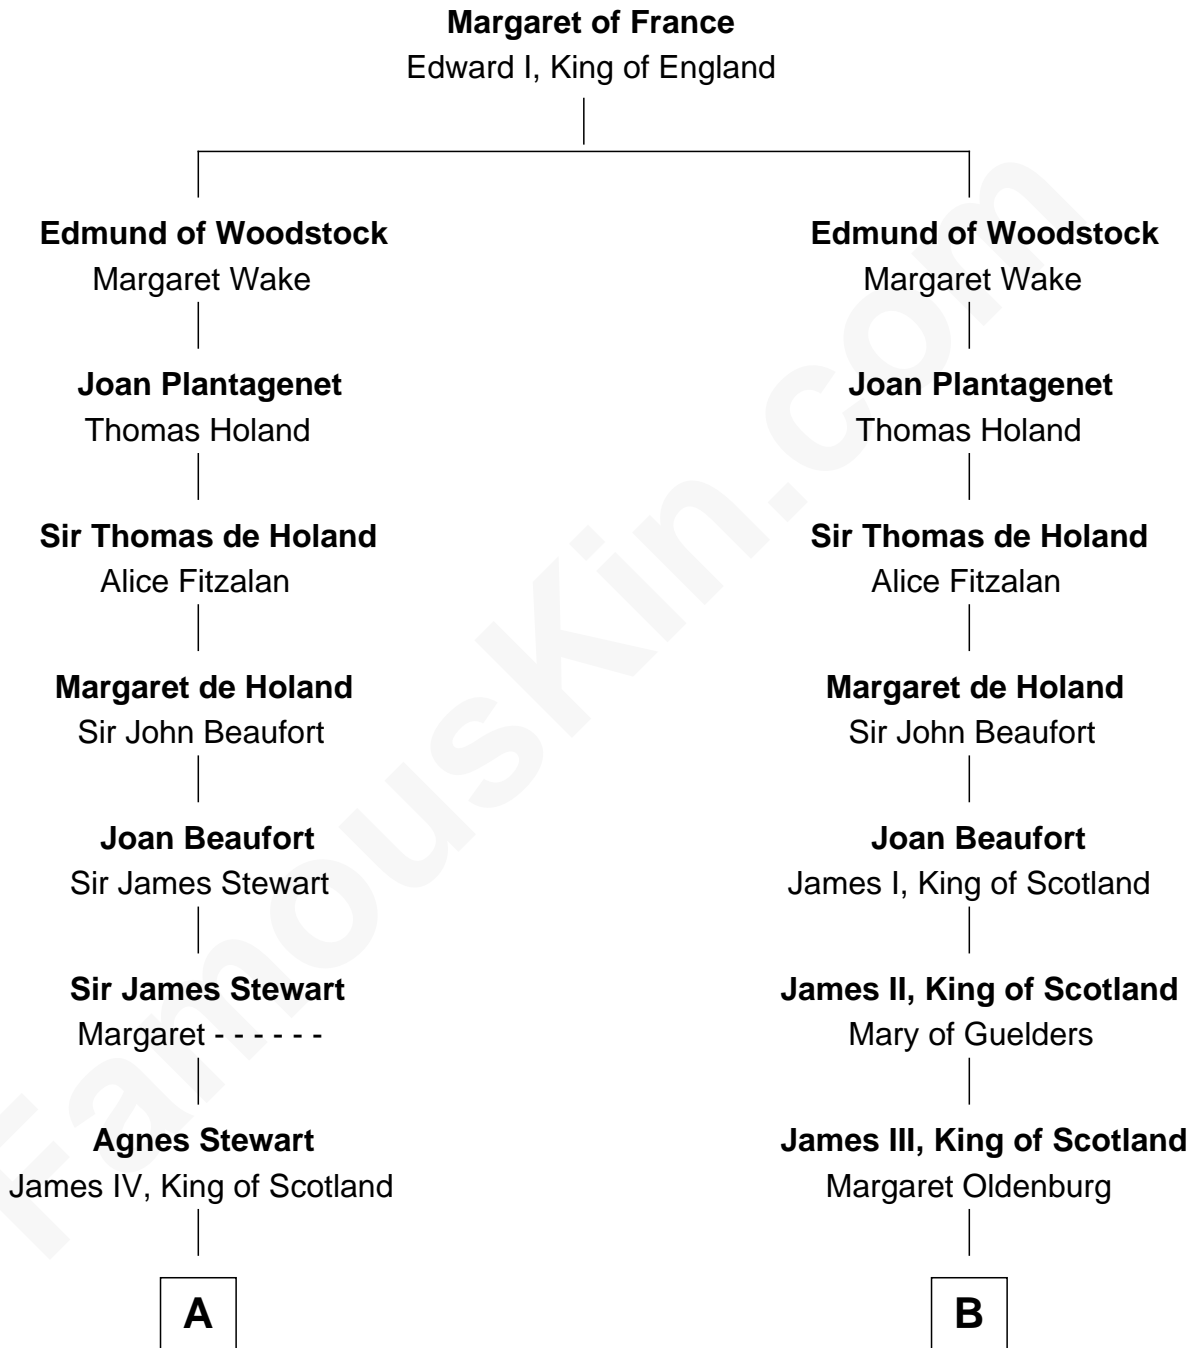 Margaret of France
Edward I, King of England
Edmund of Woodstock
Margaret Wake
Joan Plantagenet
Thomas Holand
Sir Thomas de Holand
Alice Fitzalan
Margaret de Holand
Sir John Beaufort
Joan Beaufort
Sir James Stewart
Sir James Stewart
Margaret - - - - - -
Agnes Stewart
James IV, King of Scotland
A
Edmund of Woodstock
Margaret Wake
Joan Plantagenet
Thomas Holand
Sir Thomas de Holand
Alice Fitzalan
Margaret de Holand
Sir John Beaufort
Joan Beaufort
James I, King of Scotland
James II, King of Scotland
Mary of Guelders
James III, King of Scotland
Margaret Oldenburg
B
FamousKin.com